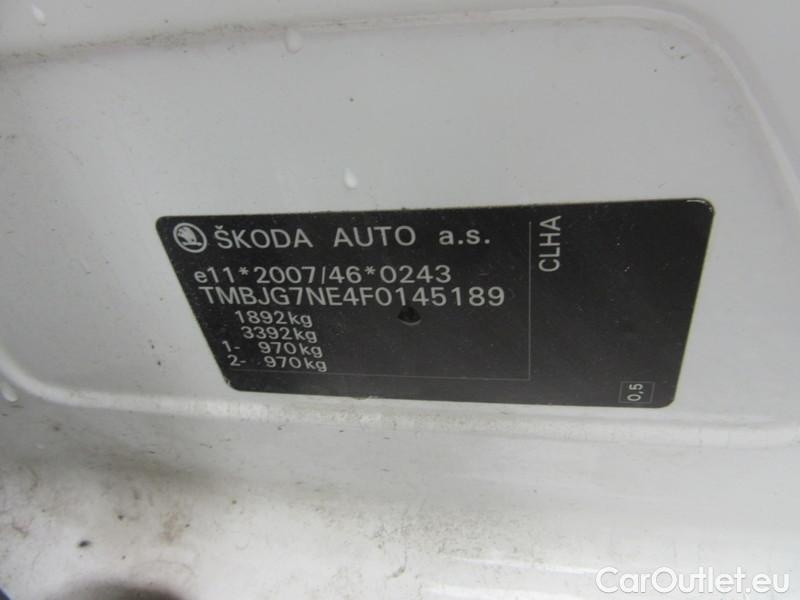 ŠKODA AUTO a.s.
e11*2007/46*0243
TMBJG7NE4F0145189
1892kg
3392kg
1- 970kg
2- 970kg
CLHA
0,5
CarOutlet.eu